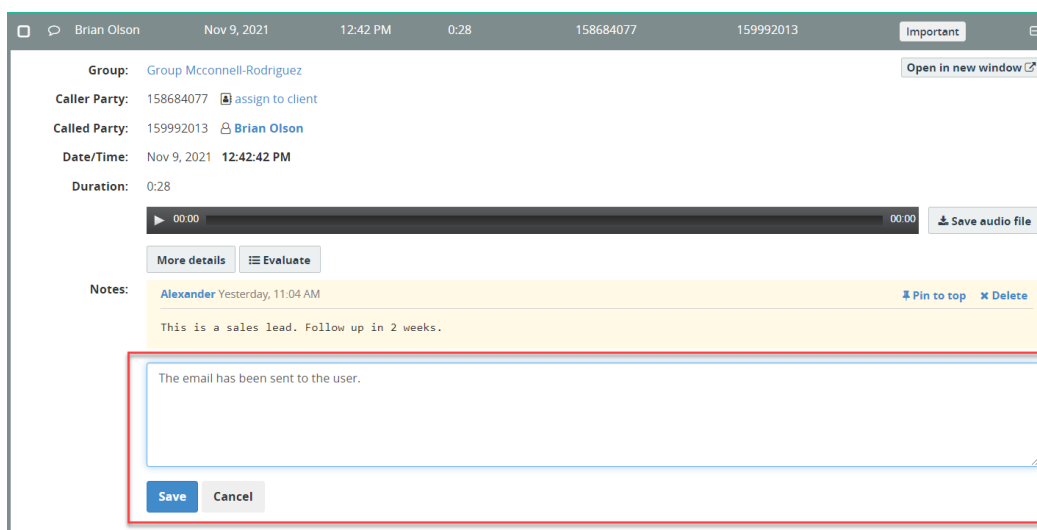 Brian Olson Nov 9, 2021 12:42 PM 0:28 158684077 159992013 Important
Group: Group Mcconnell-Rodriguez Open in new window
Caller Party: 158684077 assign to client
Called Party: 159992013 Brian Olson
Date/Time: Nov 9, 2021 12:42:42 PM
Duration: 0:28
00:00 00:00 Save audio file
More details Evaluate
Notes: Alexander Yesterday, 11:04 AM Pin to top Delete
This is a sales lead. Follow up in 2 weeks.
The email has been sent to the user.
Save Cancel